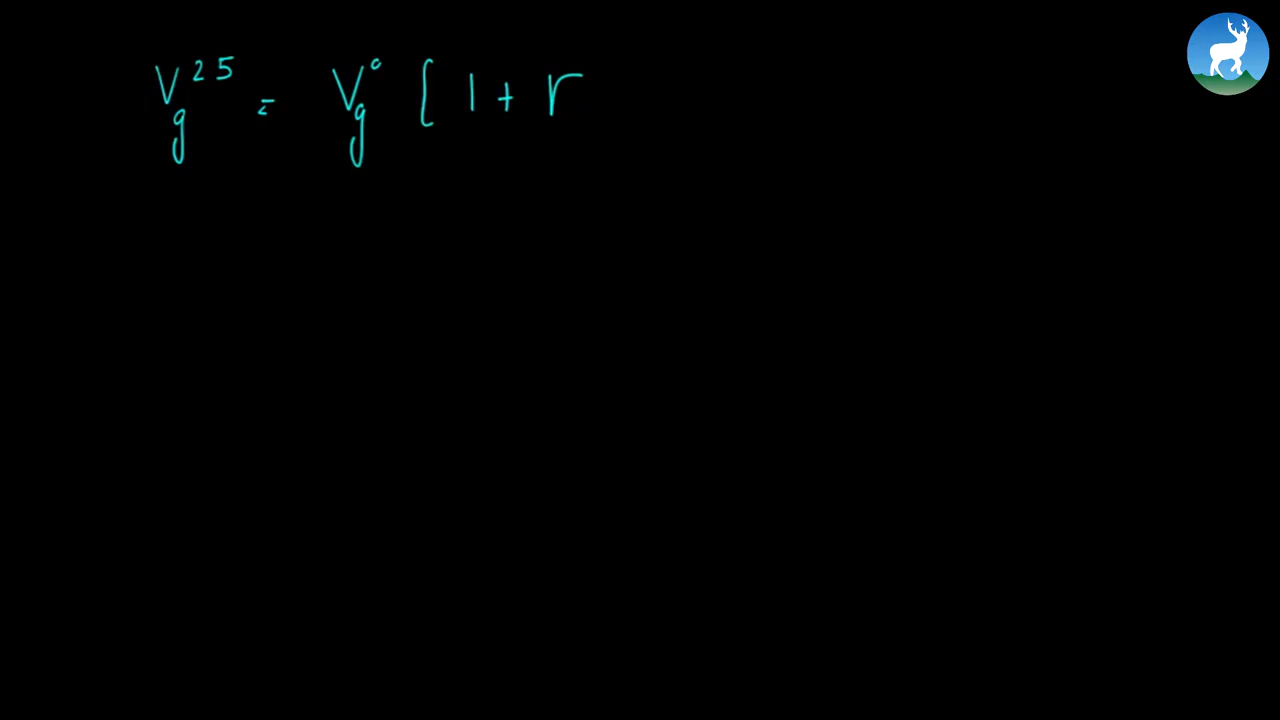 V_g^25 = V_g^0 [ 1 + r